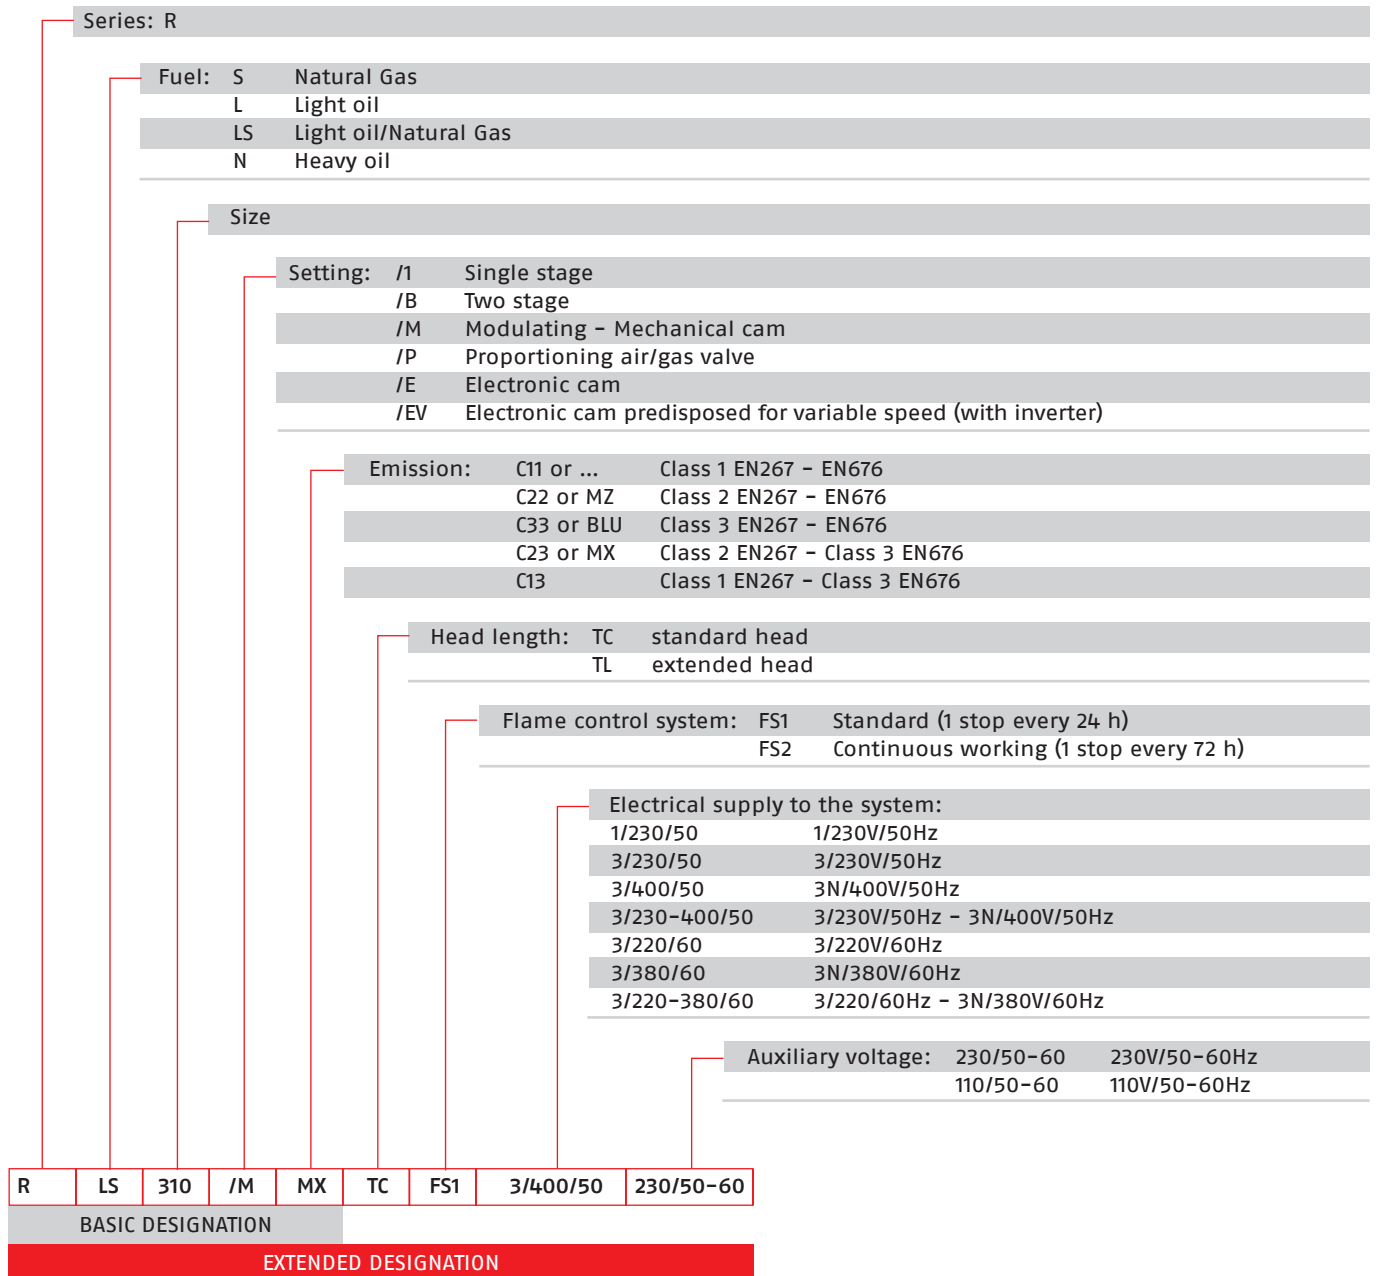 Series: R
Fuel: S Natural Gas
L Light oil
LS Light oil/Natural Gas
N Heavy oil
Size
Setting: /1 Single stage
/B Two stage
/M Modulating - Mechanical cam
/P Proportioning air/gas valve
/E Electronic cam
/EV Electronic cam predisposed for variable speed (with inverter)
Emission: C11 or ... Class 1 EN267 - EN676
C22 or MZ Class 2 EN267 - EN676
C33 or BLU Class 3 EN267 - EN676
C23 or MX Class 2 EN267 - Class 3 EN676
C13 Class 1 EN267 - Class 3 EN676
Head length: TC standard head
TL extended head
Flame control system: FS1 Standard (1 stop every 24 h)
FS2 Continuous working (1 stop every 72 h)
Electrical supply to the system:
1/230/50 1/230V/50Hz
3/230/50 3/230V/50Hz
3/400/50 3N/400V/50Hz
3/230-400/50 3/230V/50Hz - 3N/400V/50Hz
3/220/60 3/220V/60Hz
3/380/60 3N/380V/60Hz
3/220-380/60 3/220/60Hz - 3N/380V/60Hz
Auxiliary voltage: 230/50-60 230V/50-60Hz
110/50-60 110V/50-60Hz
R LS 310 /M MX TC FS1 3/400/50 230/50-60
BASIC DESIGNATION
EXTENDED DESIGNATION